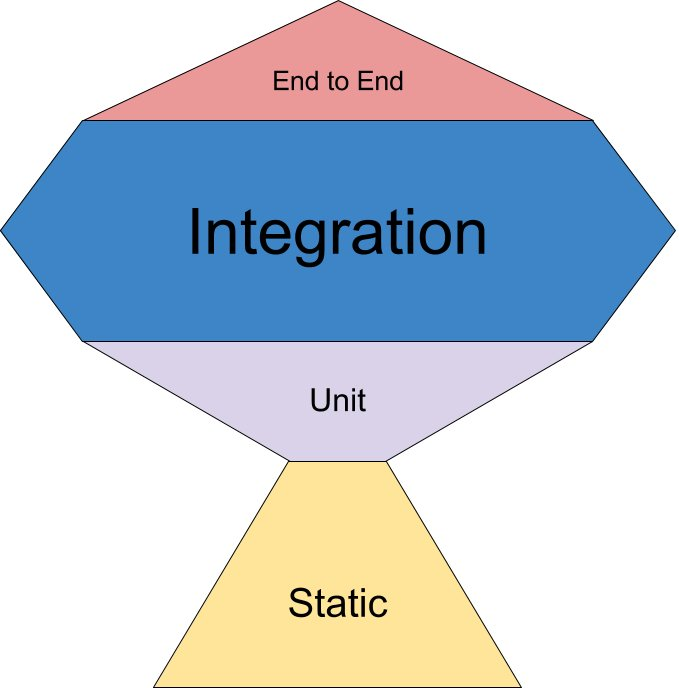 End to End
Integration
Unit
Static